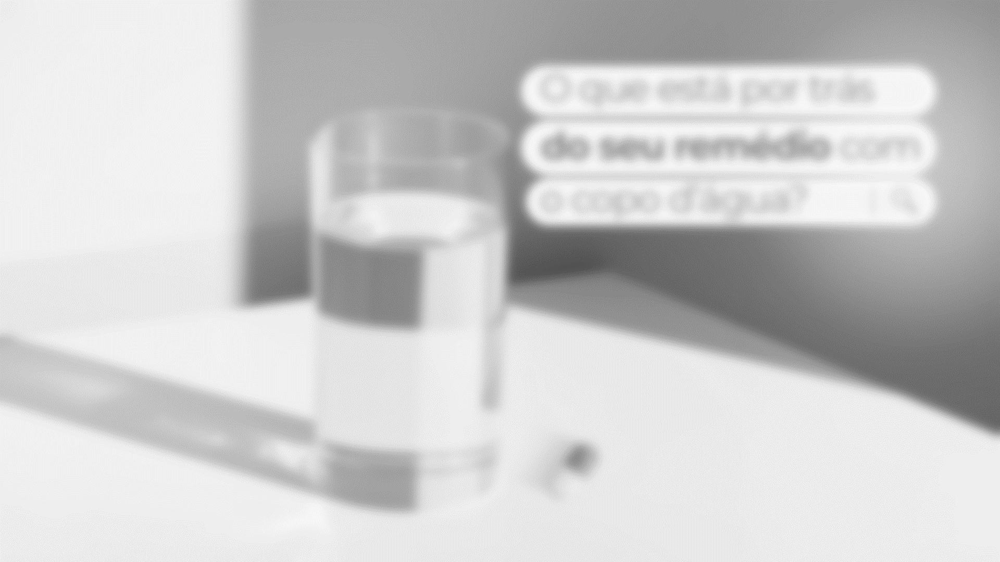 O que está por trás
do seu remédio com
o copo d'água?